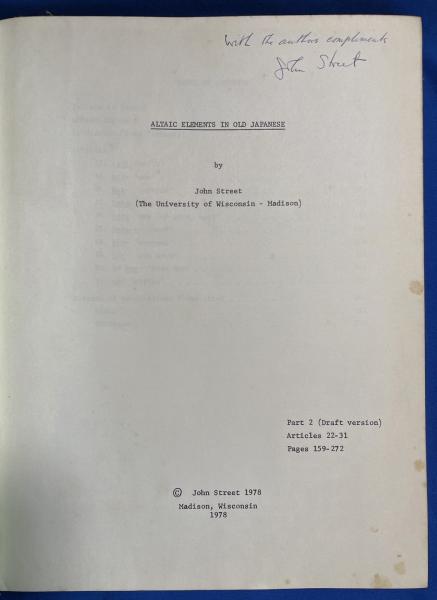 with the authors compliments
John Street
ALTAIC ELEMENTS IN OLD JAPANESE
by
John Street
(The University of Wisconsin - Madison)
Part 2 (Draft version)
Articles 22-31
Pages 159-272
© John Street 1978
Madison, Wisconsin
1978